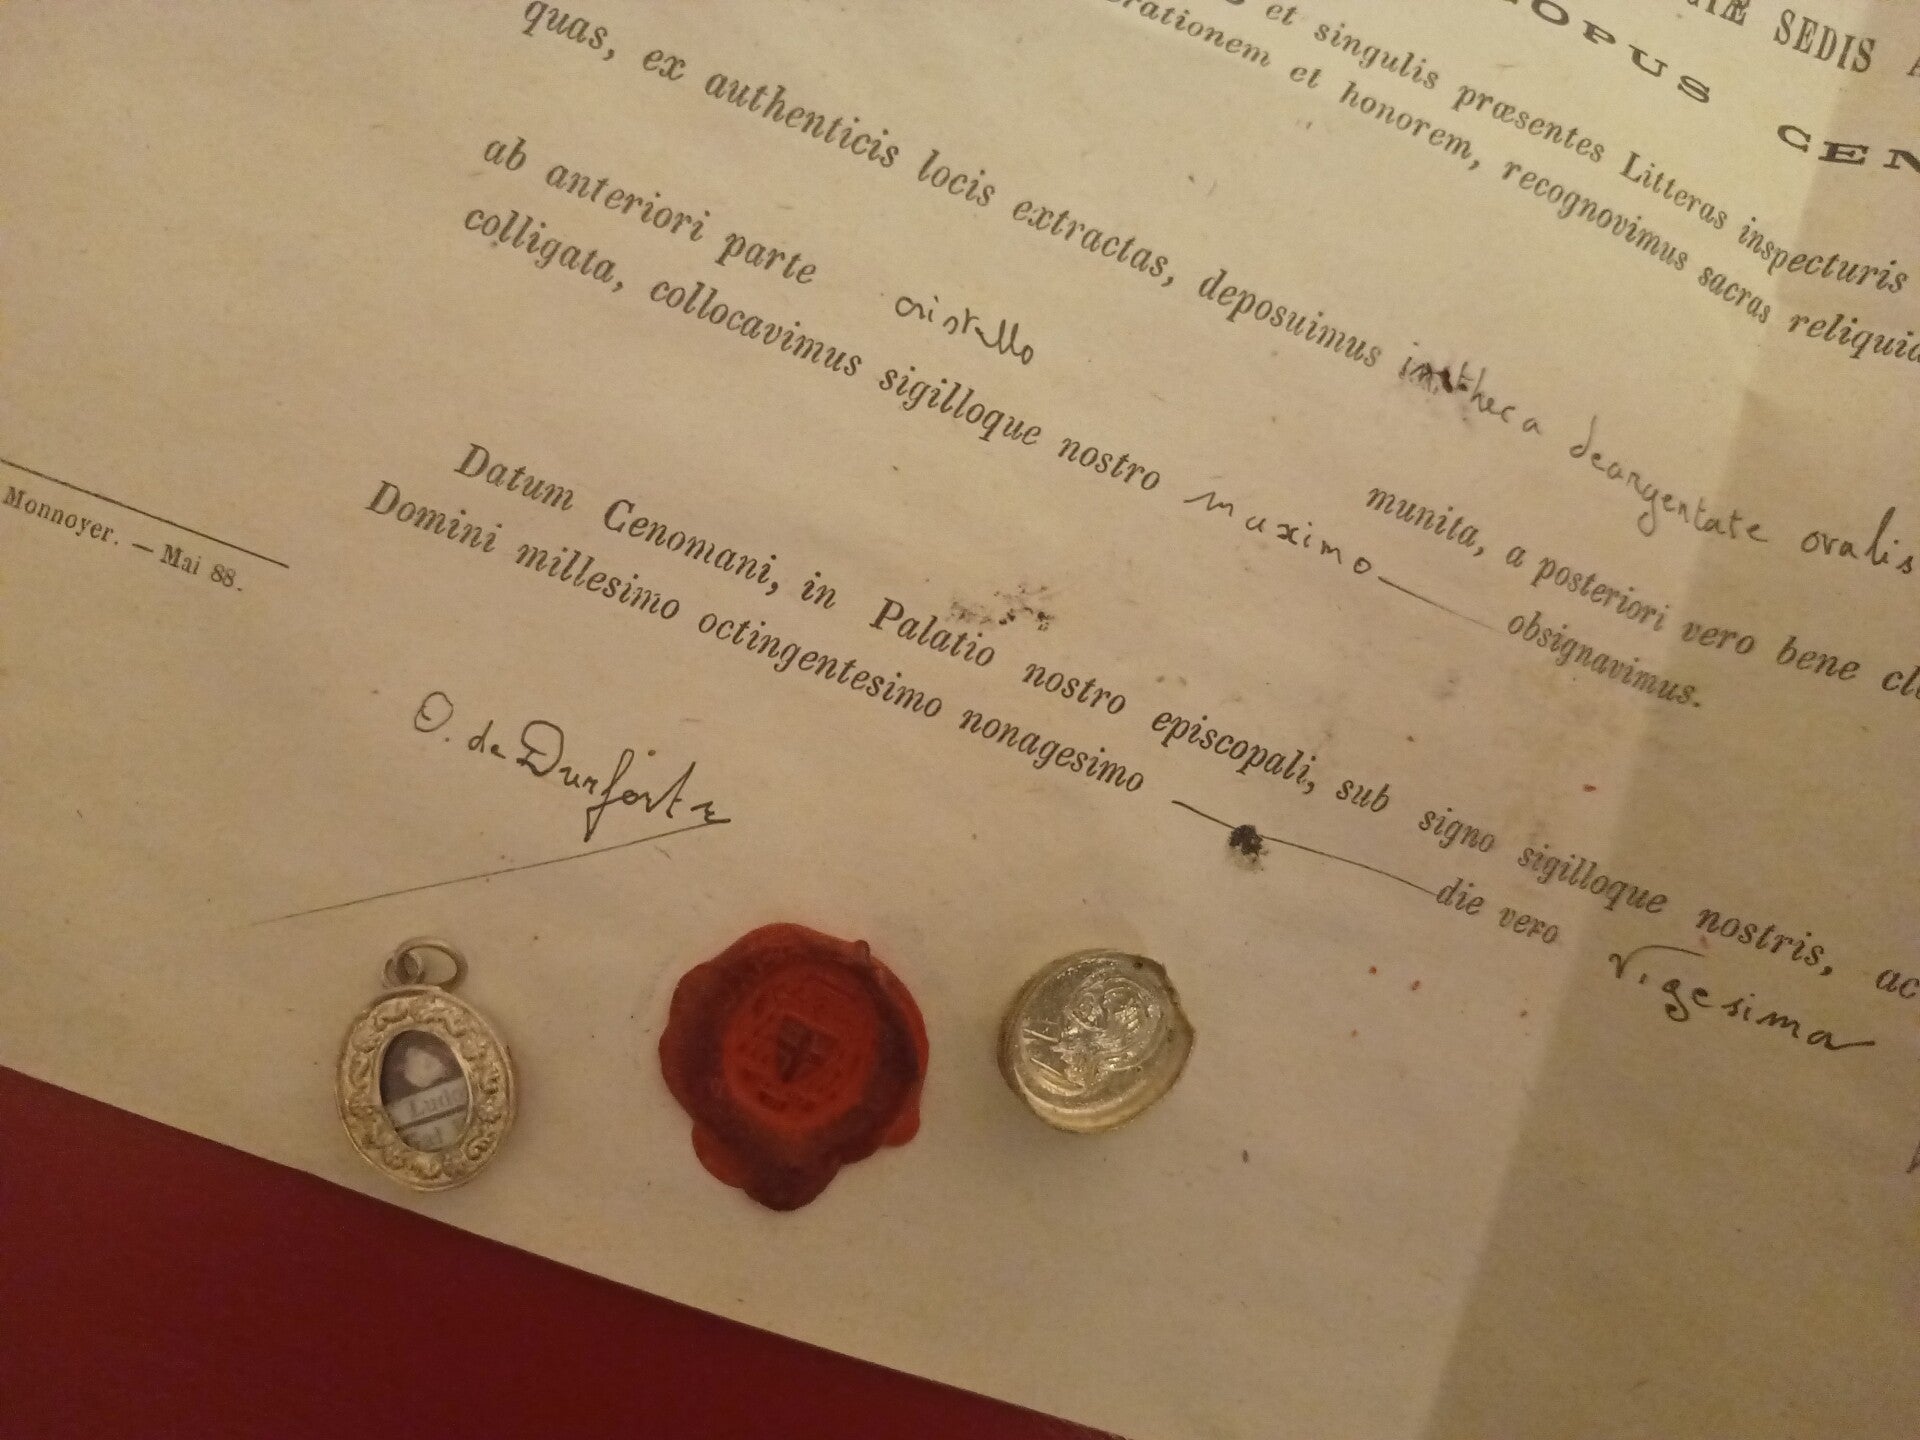 SEDIS
OPUS CEN
et singulis præsentes Litteras inspecturis
rationem et honorem, recognovimus sacras reliquia
quas, ex authenticis locis extractas, deposuimus in theca deargentate ovalis
ab anteriori parte cristallo munita, a posteriori vero bene cl
colligata, collocavimus sigilloque nostro maximo — obsignavimus.
Datum Cenomani, in Palatio nostro episcopali, sub signo sigilloque nostris, ac
Domini millesimo octingentesimo nonagesimo — die vero Vigesima
Monnoyer. — Mai 88.
O. de Durfort
Ludo